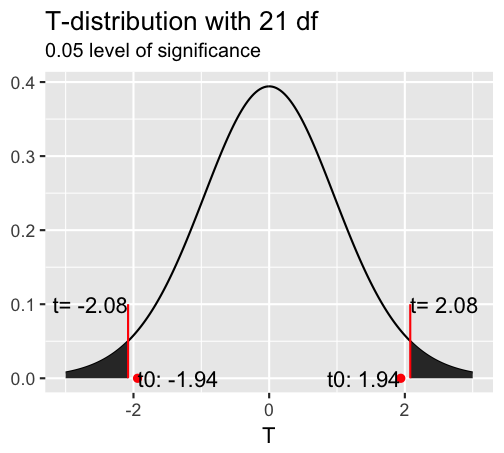 T-distribution with 21 df
0.05 level of significance
0.4
0.3
0.2
0.1
0.0
t= -2.08
t= 2.08
t0: -1.94
t0: 1.94
-2
0
2
T